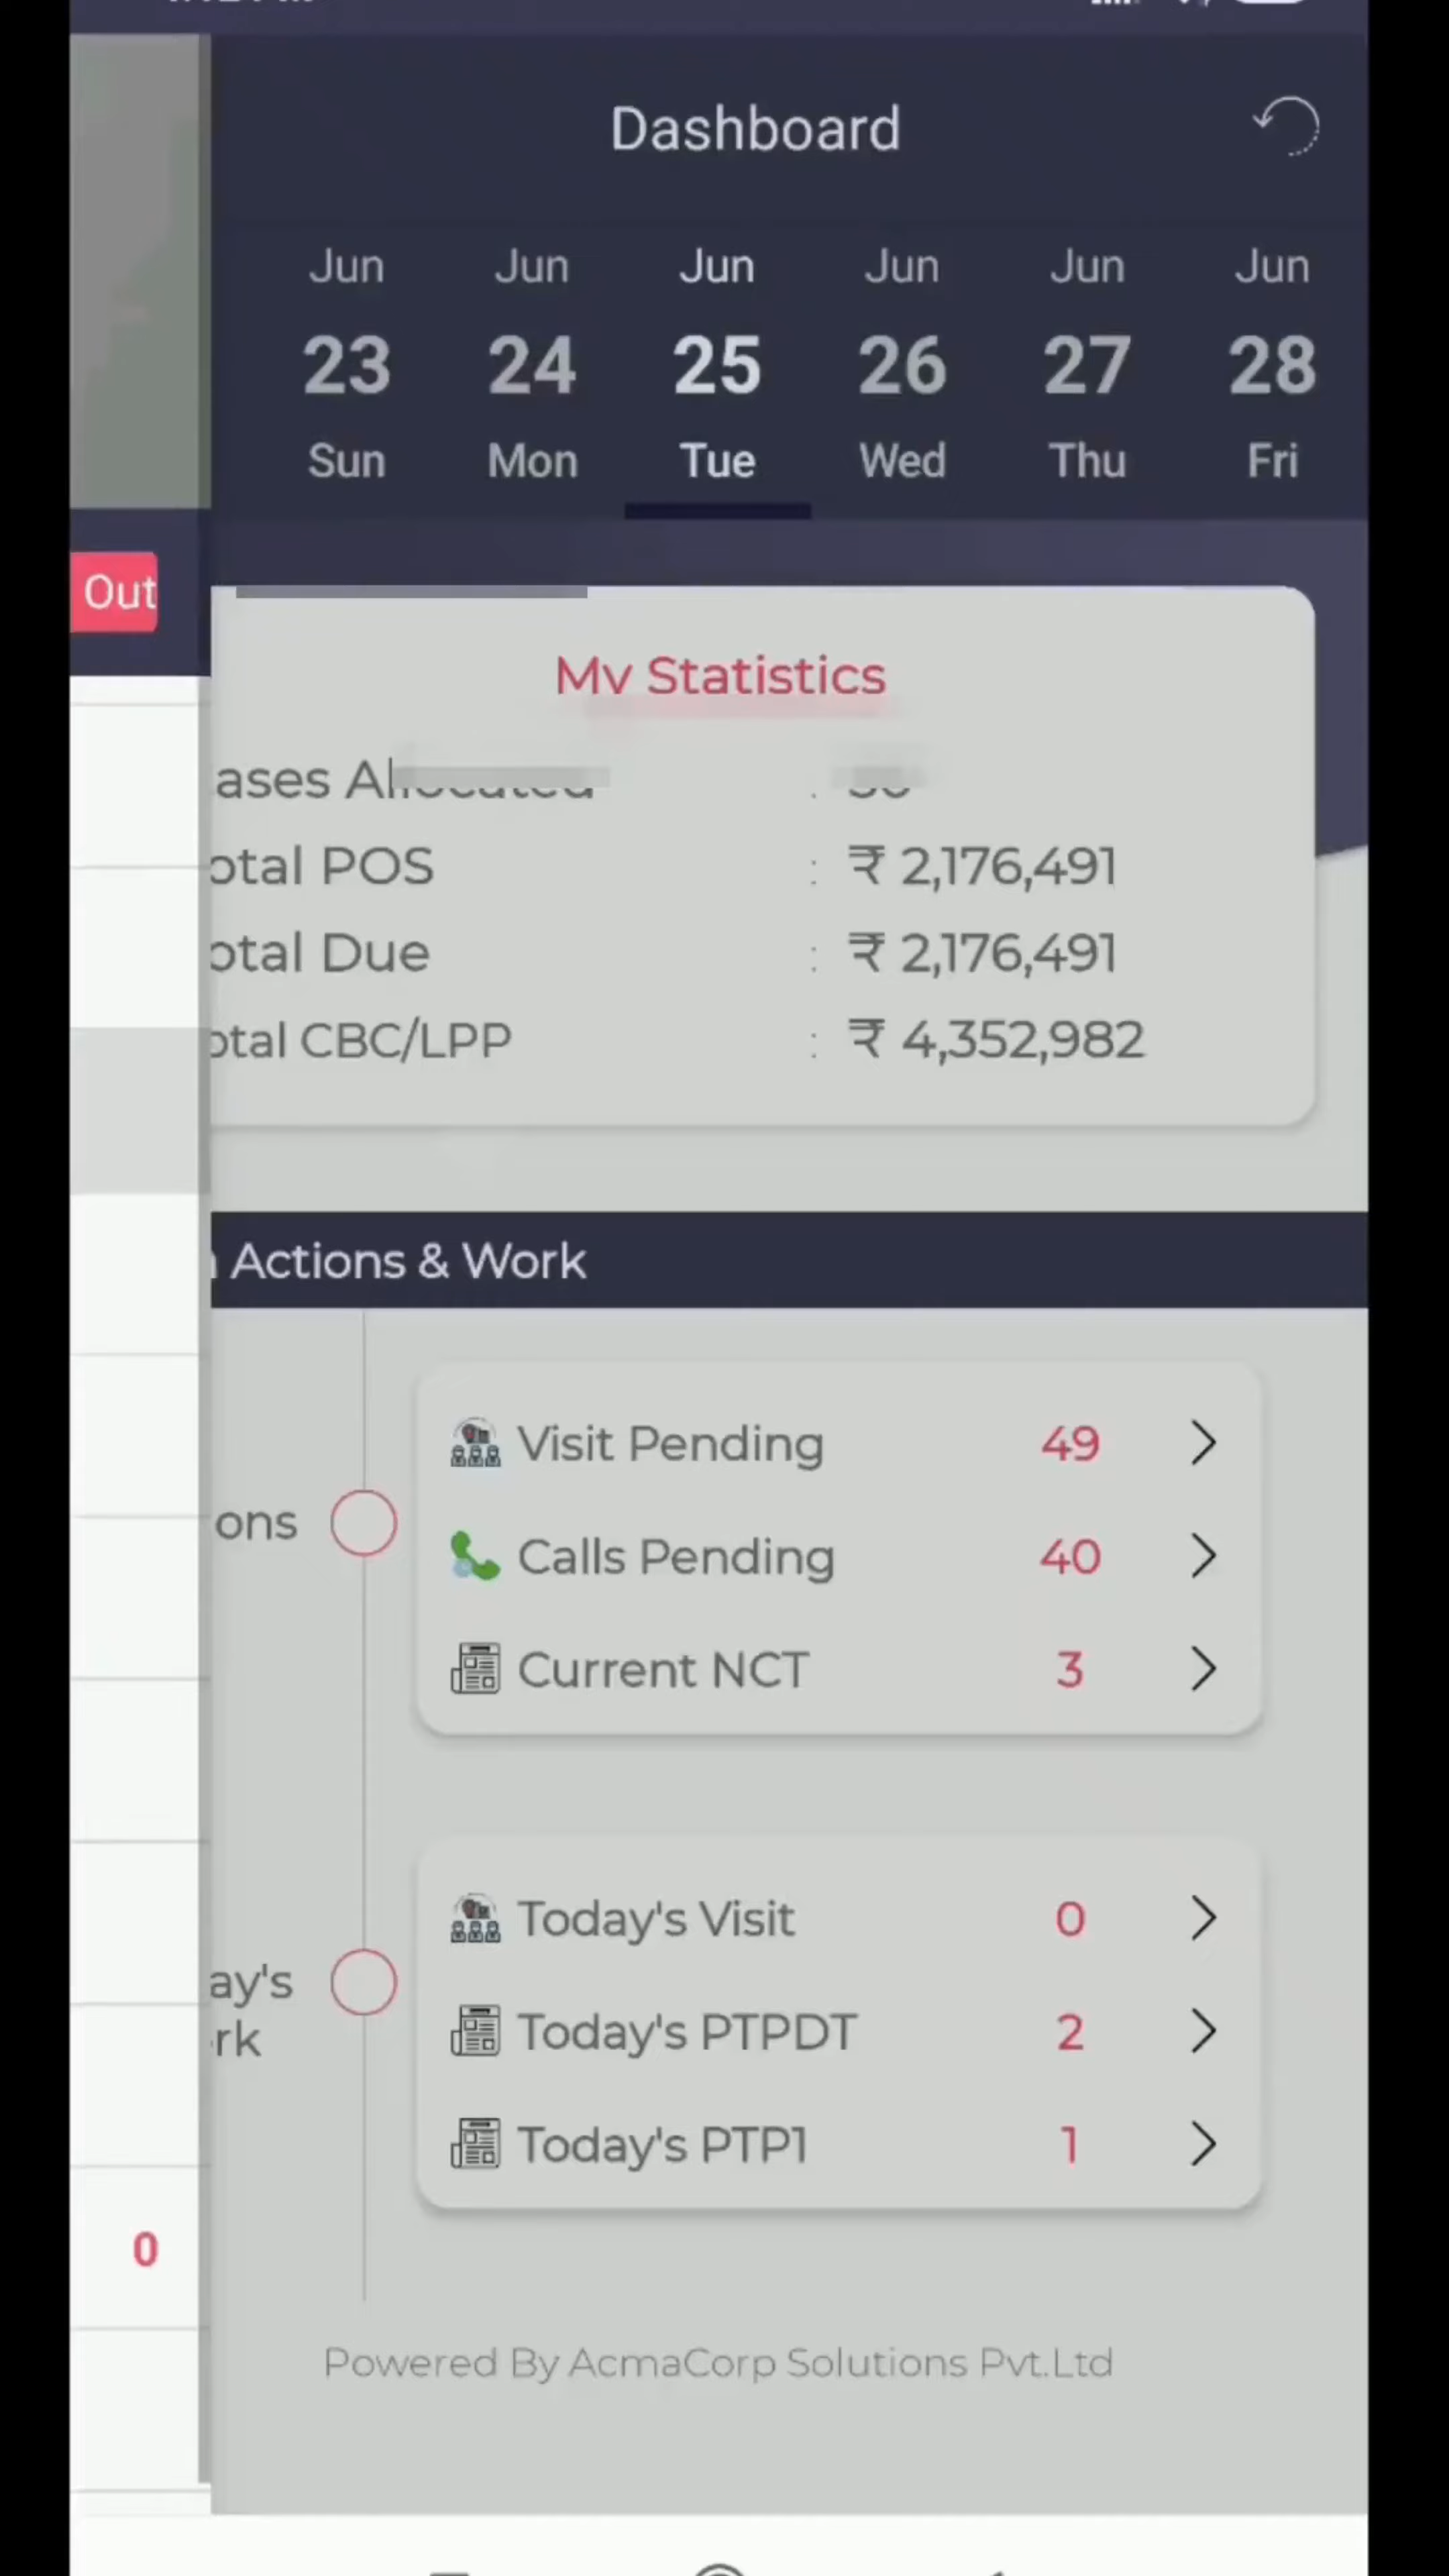 Dashboard
Jun Jun Jun Jun Jun Jun
23 24 25 26 27 28
Sun Mon Tue Wed Thu Fri
Out
My Statistics
ases Allocated :
otal POS : ₹ 2,176,491
otal Due : ₹ 2,176,491
otal CBC/LPP : ₹ 4,352,982
Actions & Work
Visit Pending 49
ons
Calls Pending 40
Current NCT 3
Today's Visit 0
ay's
rk
Today's PTPDT 2
Today's PTP1 1
0
Powered By AcmaCorp Solutions Pvt.Ltd